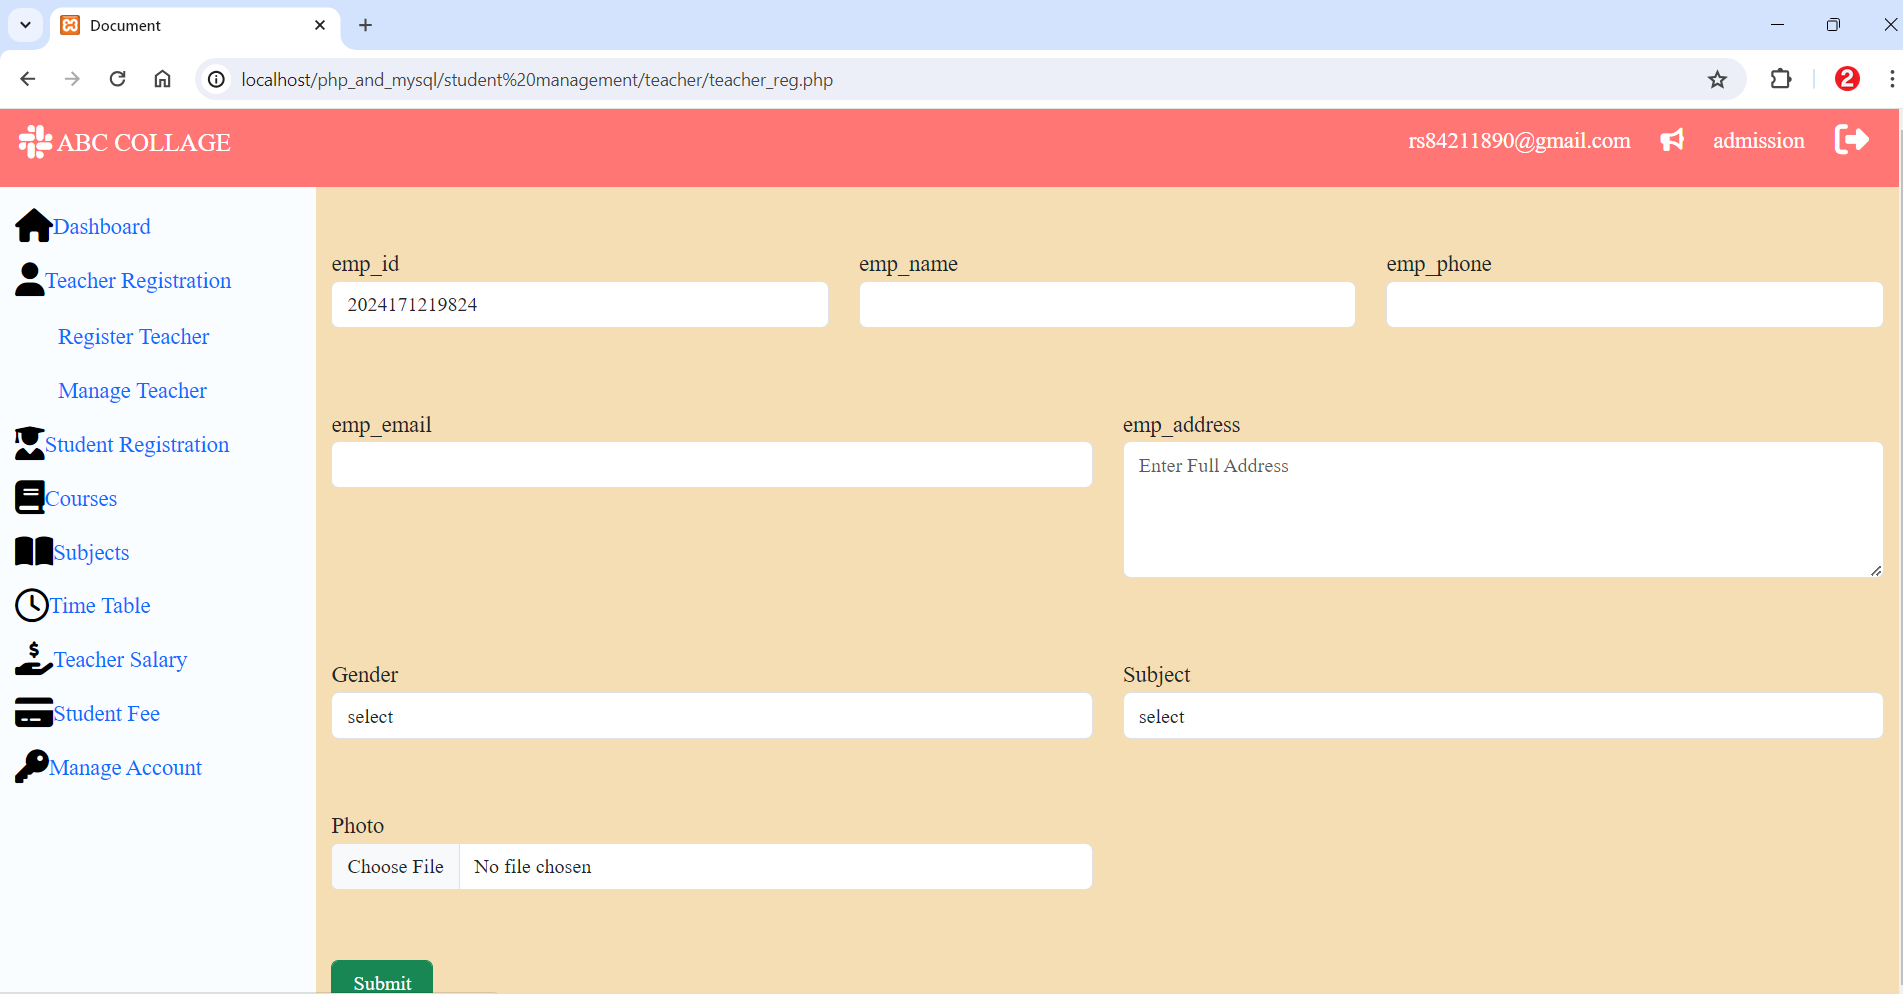 Document
localhost/php_and_mysql/student%20management/teacher/teacher_reg.php
2
ABC COLLAGE
rs84211890@gmail.com
admission
Dashboard
Teacher Registration
Register Teacher
Manage Teacher
Student Registration
Courses
Subjects
Time Table
$
Teacher Salary
Student Fee
Manage Account
emp_id
emp_name
emp_phone
2024171219824
emp_email
emp_address
Enter Full Address
Gender
Subject
select
select
Photo
Choose File
No file chosen
Submit